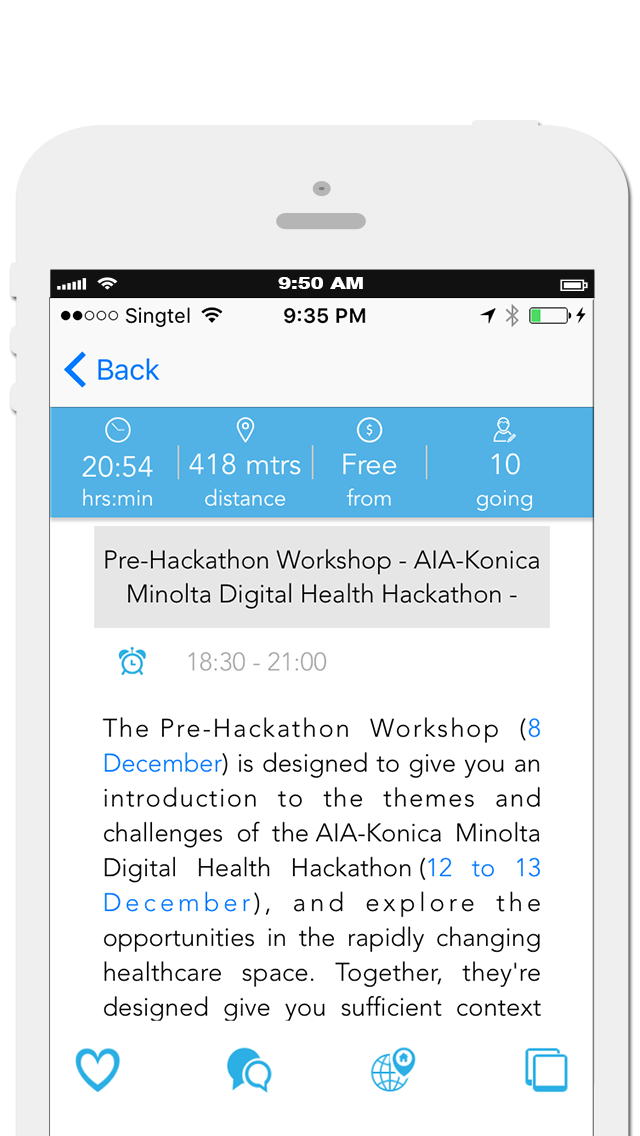 9:50 AM
Singtel 9:35 PM
Back
20:54 418 mtrs Free 10
hrs:min distance from going
Pre-Hackathon Workshop - AIA-Konica
Minolta Digital Health Hackathon -
18:30 - 21:00
The Pre-Hackathon Workshop (8
December) is designed to give you an
introduction to the themes and
challenges of the AIA-Konica Minolta
Digital Health Hackathon (12 to 13
December), and explore the
opportunities in the rapidly changing
healthcare space. Together, they're
designed give you sufficient context